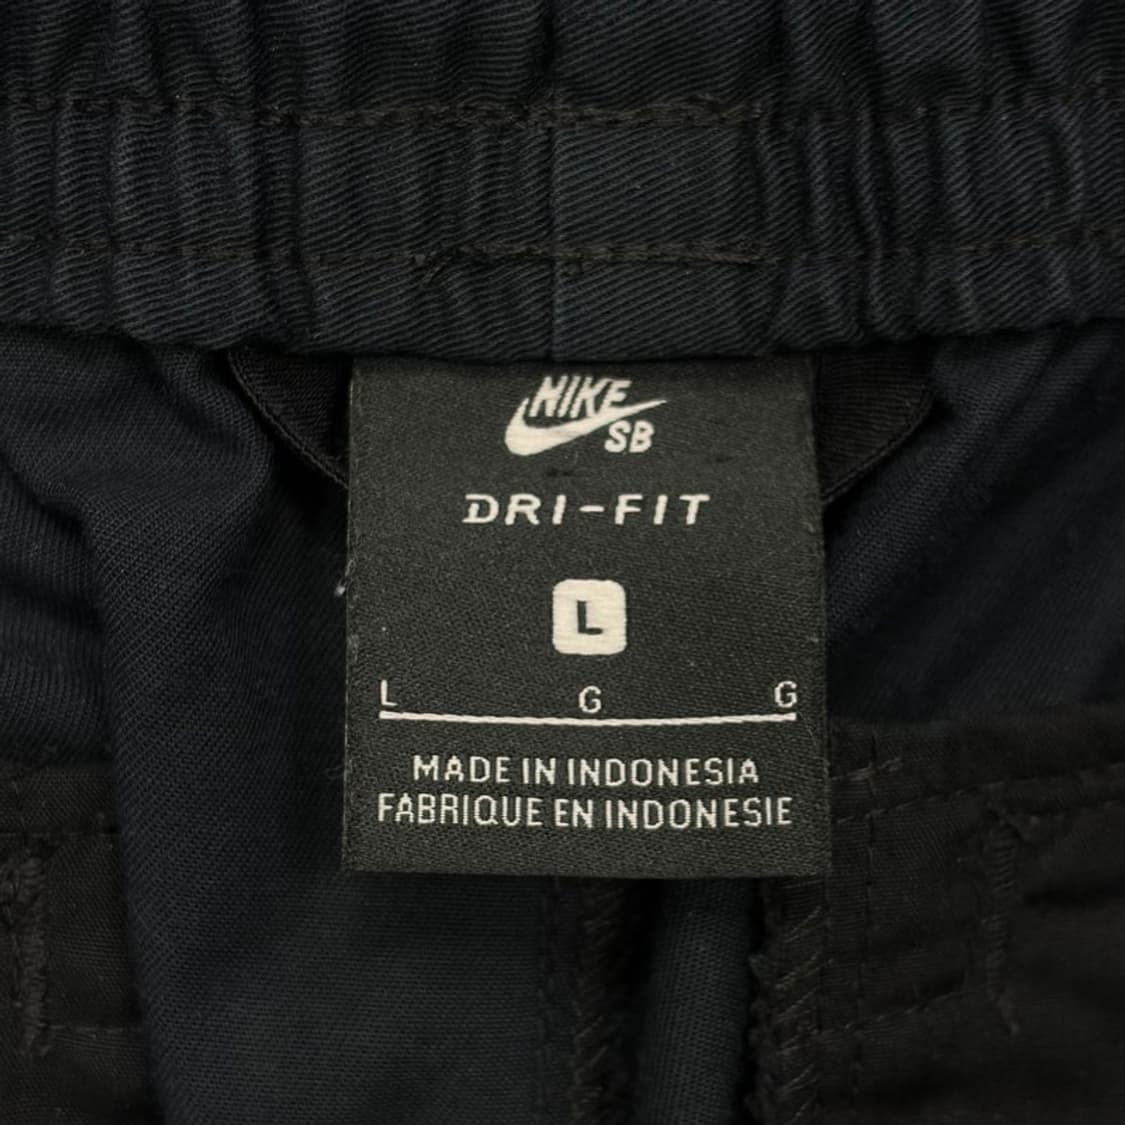 NIKE
SB
DRI-FIT
L
L G G
MADE IN INDONESIA
FABRIQUE EN INDONESIE